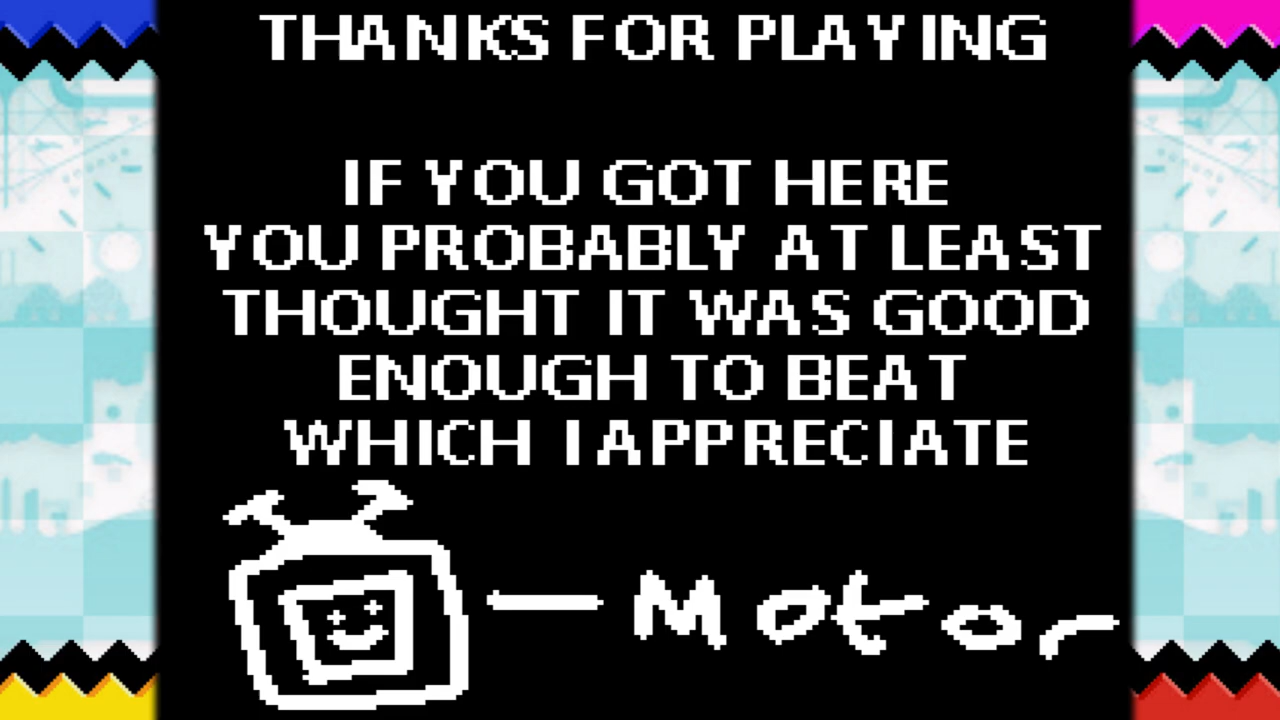 THANKS FOR PLAYING
IF YOU GOT HERE
YOU PROBABLY AT LEAST
THOUGHT IT WAS GOOD
ENOUGH TO BEAT
WHICH I APPRECIATE
— Motor